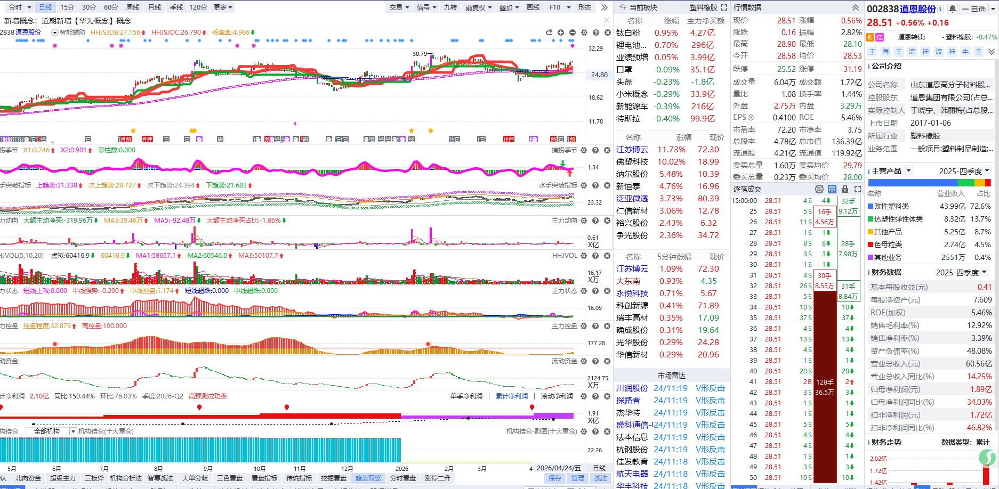 分时 日线 15分 30分 60分 周线 月线 季线 120分 更多
交易 信号 九转 前复权 叠加 画线 F10 形态
新增概念：近期新增【华为概念】概念
2838 道恩股份 智能辅助 HHJSJDB:27.156 HHJSJDC:26.790 乖离率:4.986
32.29
30.79
24.80
18.62
11.78
捞季节 X1:0.746 X2:0.901 彩柱数:0.000 捕捞季节
1.34
手突破指标 上趋势:31.338 次上趋势:28.727 次下趋势:24.394 下趋势:21.683 水手突破指标
23.32
力动向 大额主动净买:-319.96万 MA3:39.46万 MA5:-92.48万 大额主动净买占比:-1.86% 主力动向
0.61
X亿
HJVOL(5,10,20) 虚拟:60416.9 60416.9 MA1:58657.1 MA2:60546.0 MA3:50107.7 HHJVOL
16.17
X万
力状态 短线上攻:0.000 中线强势:-0.200 中线控盘:1.174 短线超跌:0.000 中线超跌:0.000 主力状态
16.09
力控盘 控盘程度:32.879 高控盘:100.000 主力控盘
177.28
动资金 流动资金
2124.75
X万
计净利润 2.10亿 同比:150.44% 环比:76.03% 季度:2026-Q2 高预测成功率 单季净利润 | 累计净利润 | 滚动净利润
1.91
X亿
构持仓 全部机构 机构持仓(十大重仓) 机构持仓-副图(十大重仓)
22.26
5月 6月 7月 8月 9月 10月 11月 12月 2026 2月 3月 4 2026/04/24/五 日线
认 北向资金 超级主力 三板斧 机构分析法 智尊战法 大单分歧 三色看盘 看盘指标 传统指标 挖掘看盘 趋势双紫 分时看盘 涨停二升 保存 管理 战法
当前板块 塑料橡胶
名称 涨幅 主力净买额
钛白粉 0.95% 4.27亿
锂电池... 0.70% 296亿
业绩预增 0.05% 3.99亿
口罩 -0.09% 35.1亿
头盔 -0.23% -1.8亿
小米概念 -0.29% 33.9亿
新能源车 -0.39% 216亿
特斯拉 -0.40% 99.9亿
名称 涨幅 现价
江苏博云 11.73% 72.30
佛塑科技 10.02% 18.99
纳尔股份 5.48% 10.39
新恒泰 4.76% 16.96
泛亚微透 3.73% 80.39
仁信新材 3.06% 12.78
裕兴股份 2.43% 6.32
争光股份 2.36% 34.72
名称 5分钟涨幅 现价
江苏博云 1.09% 72.30
大东南 0.93% 4.35
永悦科技 0.71% 5.67
科创新源 0.41% 71.89
瑞丰高材 0.35% 17.09
确成股份 0.31% 19.64
光华股份 0.29% 24.28
华信新材 0.29% 20.96
市场雷达
川润股份 24/11:19 V形反击
探路者 24/11:19 V形反击
杰华特 24/11:19 V形反击
盛科通信-U 24/11:19 V形反击
法本信息 24/11:19 V形反击
杭钢股份 24/11:19 V形反击
佳发教育 24/11:18 V形反击
航天电器 24/11:18 V形反击
华丰科技 24/11:18 V形反击
行情数据
现价 28.51 涨幅 0.56%
涨跌 0.16 振幅 2.82%
最高 28.90 最低 28.10
今开 28.58 均价 28.53
跌停 25.52 涨停 31.19
成交量 6.04万 成交额 1.72亿
量比 1.08 换手率 1.44%
外盘 2.75万 内盘 3.29万
EPS④ 0.4100 ROE 5.46%
市盈率 72.20 市净率 3.75
总股本 4.78亿 总市值 136.39亿
流通股 4.21亿 流通值 119.92亿
委卖总量 1.60万 委卖均价 29.79
委买总量 0.23万 委买均价 28.00
逐笔成交 单 量
15:00:00 28.51 4S 4 32手
25 28.51 5S 16手 9.12万
26 28.51 11S 4.56万
27 28.51 1S 1
28 28.51 8S 8 28手
29 28.51 3S 3 7.98万
30 28.51 1S 1
31 28.51 4S 30手
32 28.51 26S 8.55万 31手
33 28.51 5S 8.84万
34 28.51 10S 10
35 28.51 37S 37
36 28.51 4S 4
37 28.51 13S 13
38 28.51 4S 4
39 28.51 1S 1
40 28.51 20S 20
41 28.51 2B 128手 2
42 28.51 3S 36.5万 3
43 28.51 1S 1
44 28.51 1S 1
45 28.51 5S 5
46 28.51 4S 4
47 28.51 4S 4
48 28.51 1S 1
49 28.51 3S 3
50 28.51 10S 10
002838 道恩股份 自选
28.51 +0.56% +0.16
R 陆 道恩转债: - 塑料橡胶: -0.47%
主 海 主 流 神 波 神 牛 主
公司介绍
公司名称 山东道恩高分子材料股...
控股股东 道恩集团有限公司(占总...
实际控制人 于晓宁、韩丽梅(占总股...
上市日期 2017-01-06
所属行业 塑料橡胶
业务范围 一般项目:塑料制品制造;...
主营产品 2025-四季度
名称 营业收入 占比
改性塑料类 43.99亿 72.6%
热塑性弹性体类 8.32亿 13.7%
其他产品 5.25亿 8.7%
色母粒类 2.74亿 4.5%
其他业务 2551万 0.4%
财务数据 2025-四季度
基本每股收益(元) 0.41
每股净资产(元) 7.609
ROE(加权) 5.46%
销售毛利率(%) 12.92%
销售净利率(%) 3.39%
资产负债率(%) 48.08%
营业总收入(元) 60.56亿
营业总收入同比(%) 14.25%
归母净利润(元) 1.89亿
归母净利润同比(%) 34.03%
扣非净利润(元) 1.72亿
扣非净利润同比(%) 46.82%
财务走势 数据类型: 累计
2.02亿
1.72亿
1.42亿